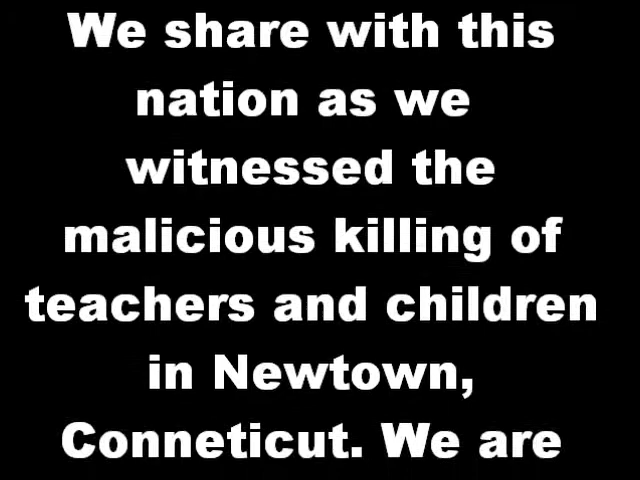 We share with this
nation as we
witnessed the
malicious killing of
teachers and children
in Newtown,
Conneticut. We are